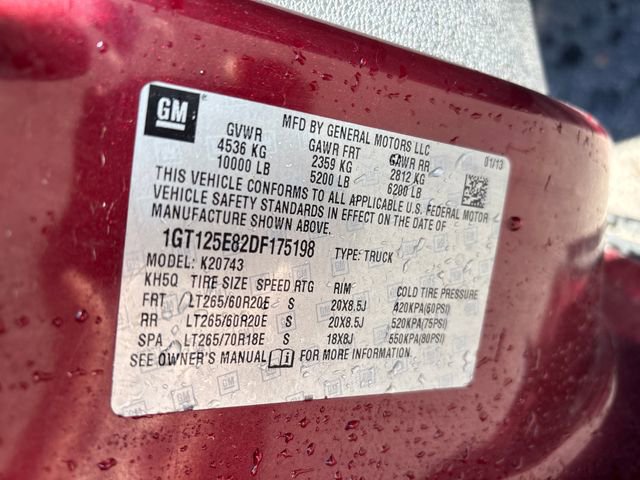 GM
MFD BY GENERAL MOTORS LLC
01/13
GVWR GAWR FRT GAWR RR
4536 KG 2359 KG 2812 KG
10000 LB 5200 LB 6200 LB
THIS VEHICLE CONFORMS TO ALL APPLICABLE U.S. FEDERAL MOTOR
VEHICLE SAFETY STANDARDS IN EFFECT ON THE DATE OF
MANUFACTURE SHOWN ABOVE.
1GT125E82DF175198 TYPE: TRUCK
MODEL: K20743
KH5Q TIRE SIZE SPEED RTG RIM COLD TIRE PRESSURE
FRT LT265/60R20E S 20X8.5J 420KPA(60PSI)
RR LT265/60R20E S 20X8.5J 520KPA(75PSI)
SPA LT265/70R18E S 18X8J 550KPA(80PSI)
SEE OWNER'S MANUAL FOR MORE INFORMATION.